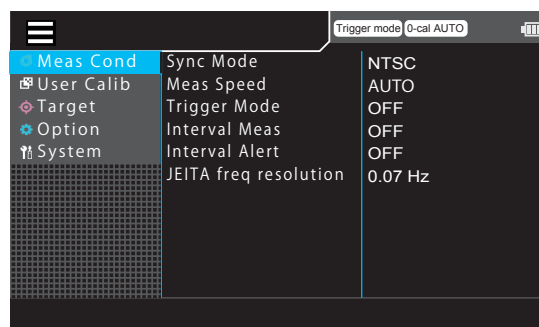 Trigger mode 0-cal AUTO
Meas Cond
User Calib
Target
Option
System
Sync Mode NTSC
Meas Speed AUTO
Trigger Mode OFF
Interval Meas OFF
Interval Alert OFF
JEITA freq resolution 0.07 Hz